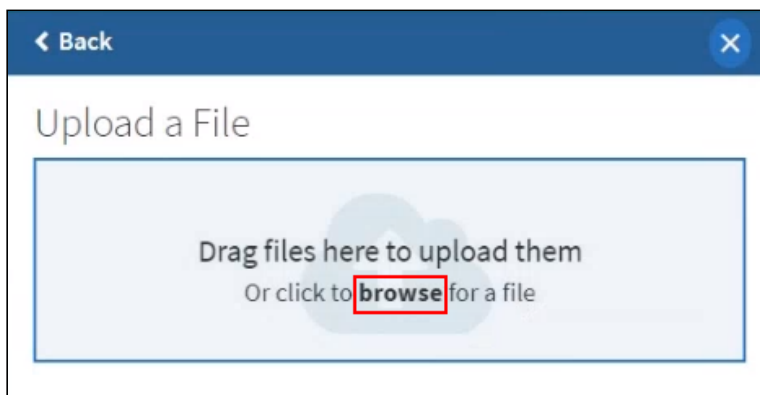 Back
Upload a File
Drag files here to upload them
Or click to browse for a file